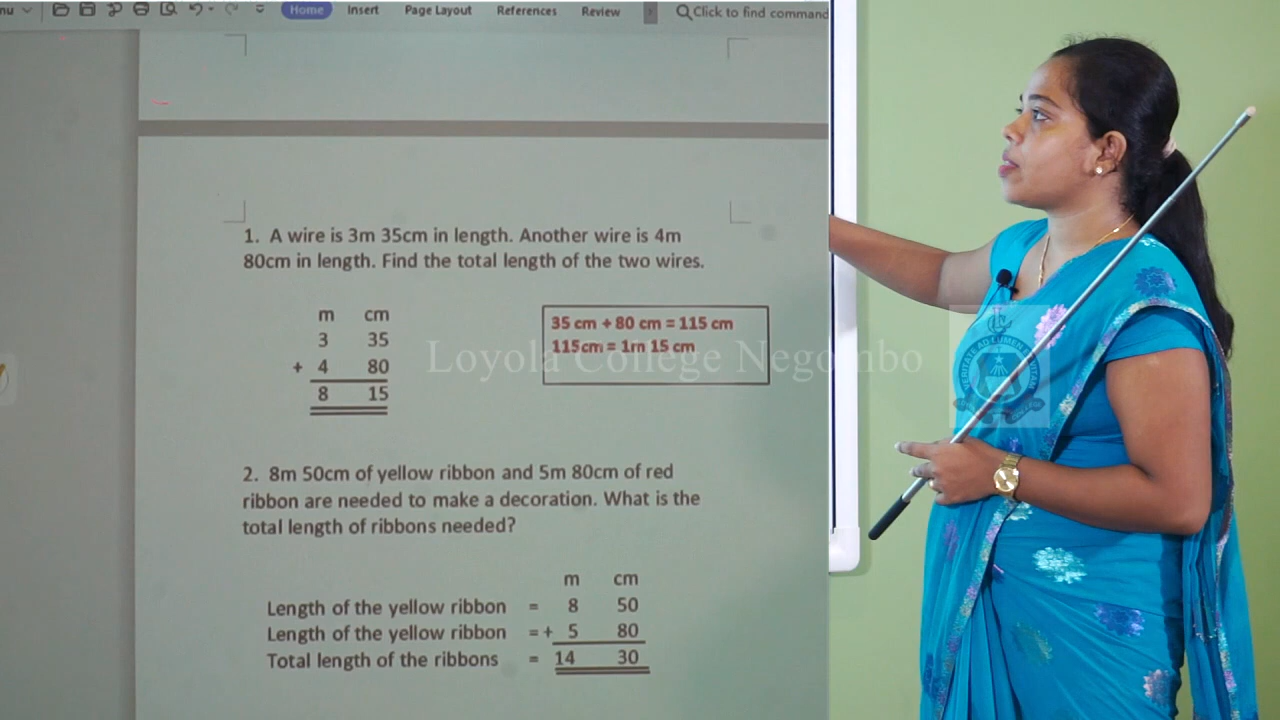 nu
Home Insert Page Layout References Review Click to find command
1. A wire is 3m 35cm in length. Another wire is 4m
80cm in length. Find the total length of the two wires.
m cm
3 35
+ 4 80
8 15
35 cm + 80 cm = 115 cm
115cm = 1m 15 cm
Loyola College Negombo
2. 8m 50cm of yellow ribbon and 5m 80cm of red
ribbon are needed to make a decoration. What is the
total length of ribbons needed?
m cm
Length of the yellow ribbon = 8 50
Length of the yellow ribbon =+ 5 80
Total length of the ribbons = 14 30